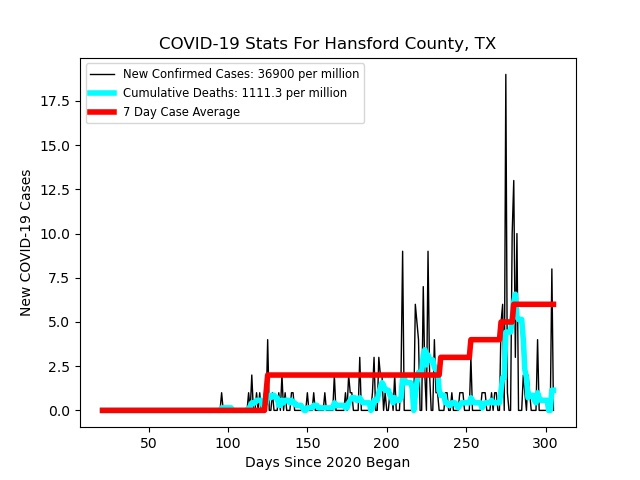 COVID-19 Stats For Hansford County, TX
New Confirmed Cases: 36900 per million
Cumulative Deaths: 1111.3 per million
7 Day Case Average
New COVID-19 Cases
17.5
15.0
12.5
10.0
7.5
5.0
2.5
0.0
50 100 150 200 250 300
Days Since 2020 Began